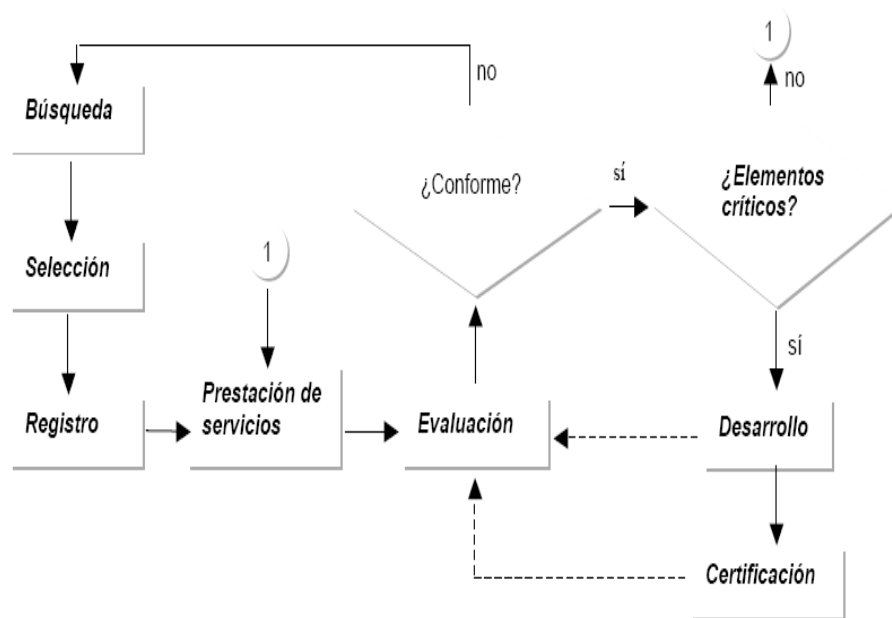 1
no
no
Búsqueda
¿Conforme?
sí
¿Elementos
críticos?
Selección
1
sí
Registro
Prestación de
servicios
Evaluación
Desarrollo
Certificación